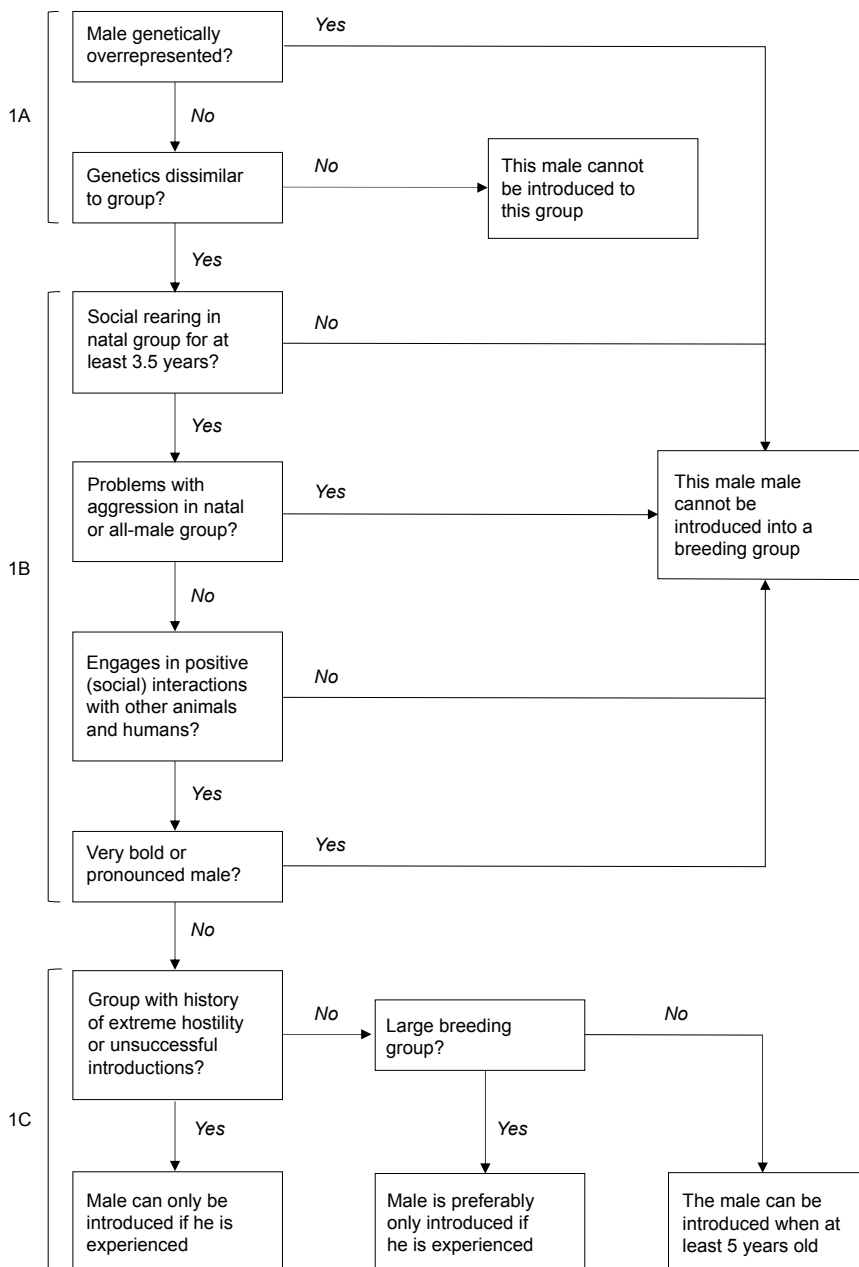 Yes
Male genetically
overrepresented?
1A
No
No
Genetics dissimilar
to group?
This male cannot
be introduced to
this group
Yes
Social rearing in
natal group for at
least 3.5 years?
No
Yes
Problems with
aggression in natal
or all-male group?
Yes
This male male
cannot be
introduced into a
breeding group
1B
No
Engages in positive
(social) interactions
with other animals
and humans?
No
Yes
Very bold or
pronounced male?
Yes
No
Group with history
of extreme hostility
or unsuccessful
introductions?
No
Large breeding
group?
No
1C
Yes
Yes
Male can only be
introduced if he is
experienced
Male is preferably
only introduced if
he is experienced
The male can be
introduced when at
least 5 years old